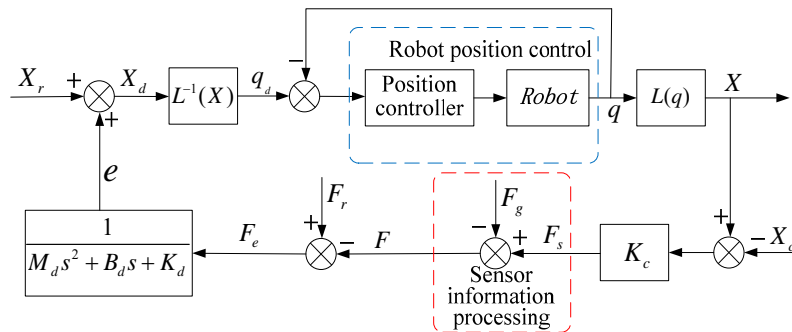 Robot position control
X_r
+
+
X_d
L^{-1}(X)
q_d
−
Position
controller
Robot
q
L(q)
X
e
1
M_d s^2 + B_d s + K_d
F_e
F_r
+
−
F
F_g
−
+
F_s
Sensor
information
processing
K_c
+
− X_c